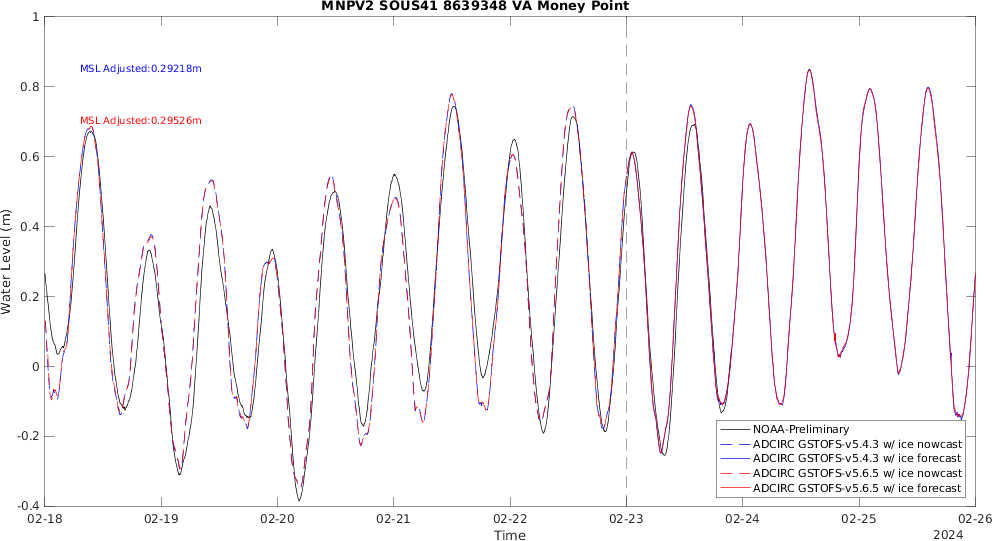 MNPV2 SOUS41 8639348 VA Money Point
1
0.8
0.6
0.4
0.2
0
-0.2
-0.4
Water Level (m)
MSL Adjusted:0.29218m
MSL Adjusted:0.29526m
NOAA-Preliminary
ADCIRC GSTOFS-v5.4.3 w/ ice nowcast
ADCIRC GSTOFS-v5.4.3 w/ ice forecast
ADCIRC GSTOFS-v5.6.5 w/ ice nowcast
ADCIRC GSTOFS-v5.6.5 w/ ice forecast
02-18 02-19 02-20 02-21 02-22 02-23 02-24 02-25 02-26
Time
2024